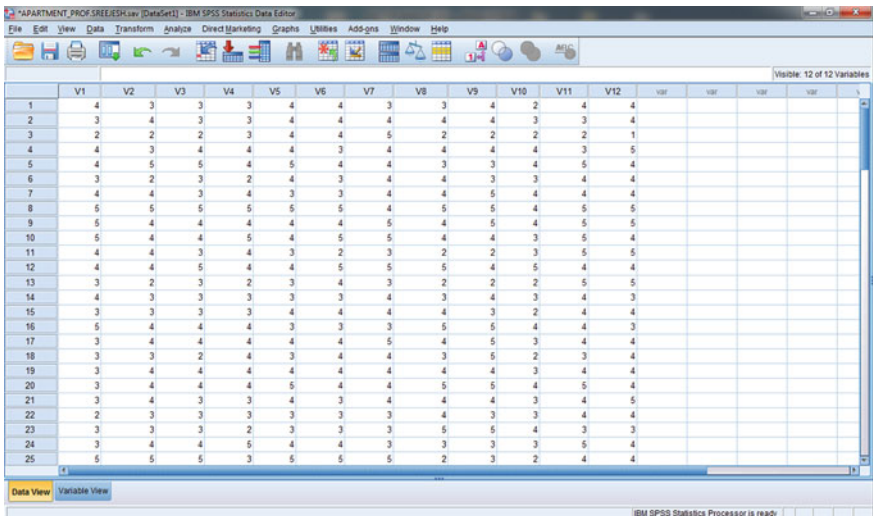 *APARTMENT_PROF.SREEJESH.sav [DataSet1] - IBM SPSS Statistics Data Editor
File Edit View Data Transform Analyze Direct Marketing Graphs Utilities Add-ons Window Help
Visible: 12 of 12 Variables
V1 V2 V3 V4 V5 V6 V7 V8 V9 V10 V11 V12 var var var var
1 4 3 3 3 4 4 3 3 4 2 4 4
2 3 4 3 3 4 4 3 3 4 3 4 4
3 2 2 2 3 4 4 5 2 2 2 2 1
4 4 3 4 4 4 3 4 4 4 4 3 5
5 4 5 5 4 5 4 4 3 3 4 5 4
6 3 2 3 2 4 3 4 4 3 3 4 4
7 4 4 3 4 3 3 4 4 5 4 4 4
8 5 5 5 5 5 5 4 5 5 4 5 5
9 5 4 4 4 4 4 5 4 5 4 5 5
10 5 4 4 5 4 5 5 4 4 3 5 4
11 4 4 3 4 3 2 3 2 2 3 5 5
12 4 4 5 4 4 5 5 5 4 5 4 4
13 3 2 3 2 3 4 3 2 2 2 5 5
14 4 3 3 3 3 3 4 3 4 3 4 3
15 3 3 3 3 4 4 4 4 3 2 4 4
16 5 4 4 4 3 3 3 5 5 4 4 3
17 3 4 4 4 4 4 5 4 5 3 4 4
18 3 3 2 4 3 4 4 3 5 2 3 4
19 3 4 4 4 4 4 4 4 4 3 4 4
20 3 4 4 4 5 4 4 5 5 4 5 4
21 3 4 3 3 4 3 4 4 4 3 4 5
22 2 3 3 3 3 3 3 4 3 3 4 4
23 3 3 3 2 3 3 3 5 5 4 3 3
24 3 4 4 5 4 4 3 3 3 3 5 4
25 5 5 5 3 5 5 5 2 3 2 4 4
Data View Variable View
IBM SPSS Statistics Processor is ready